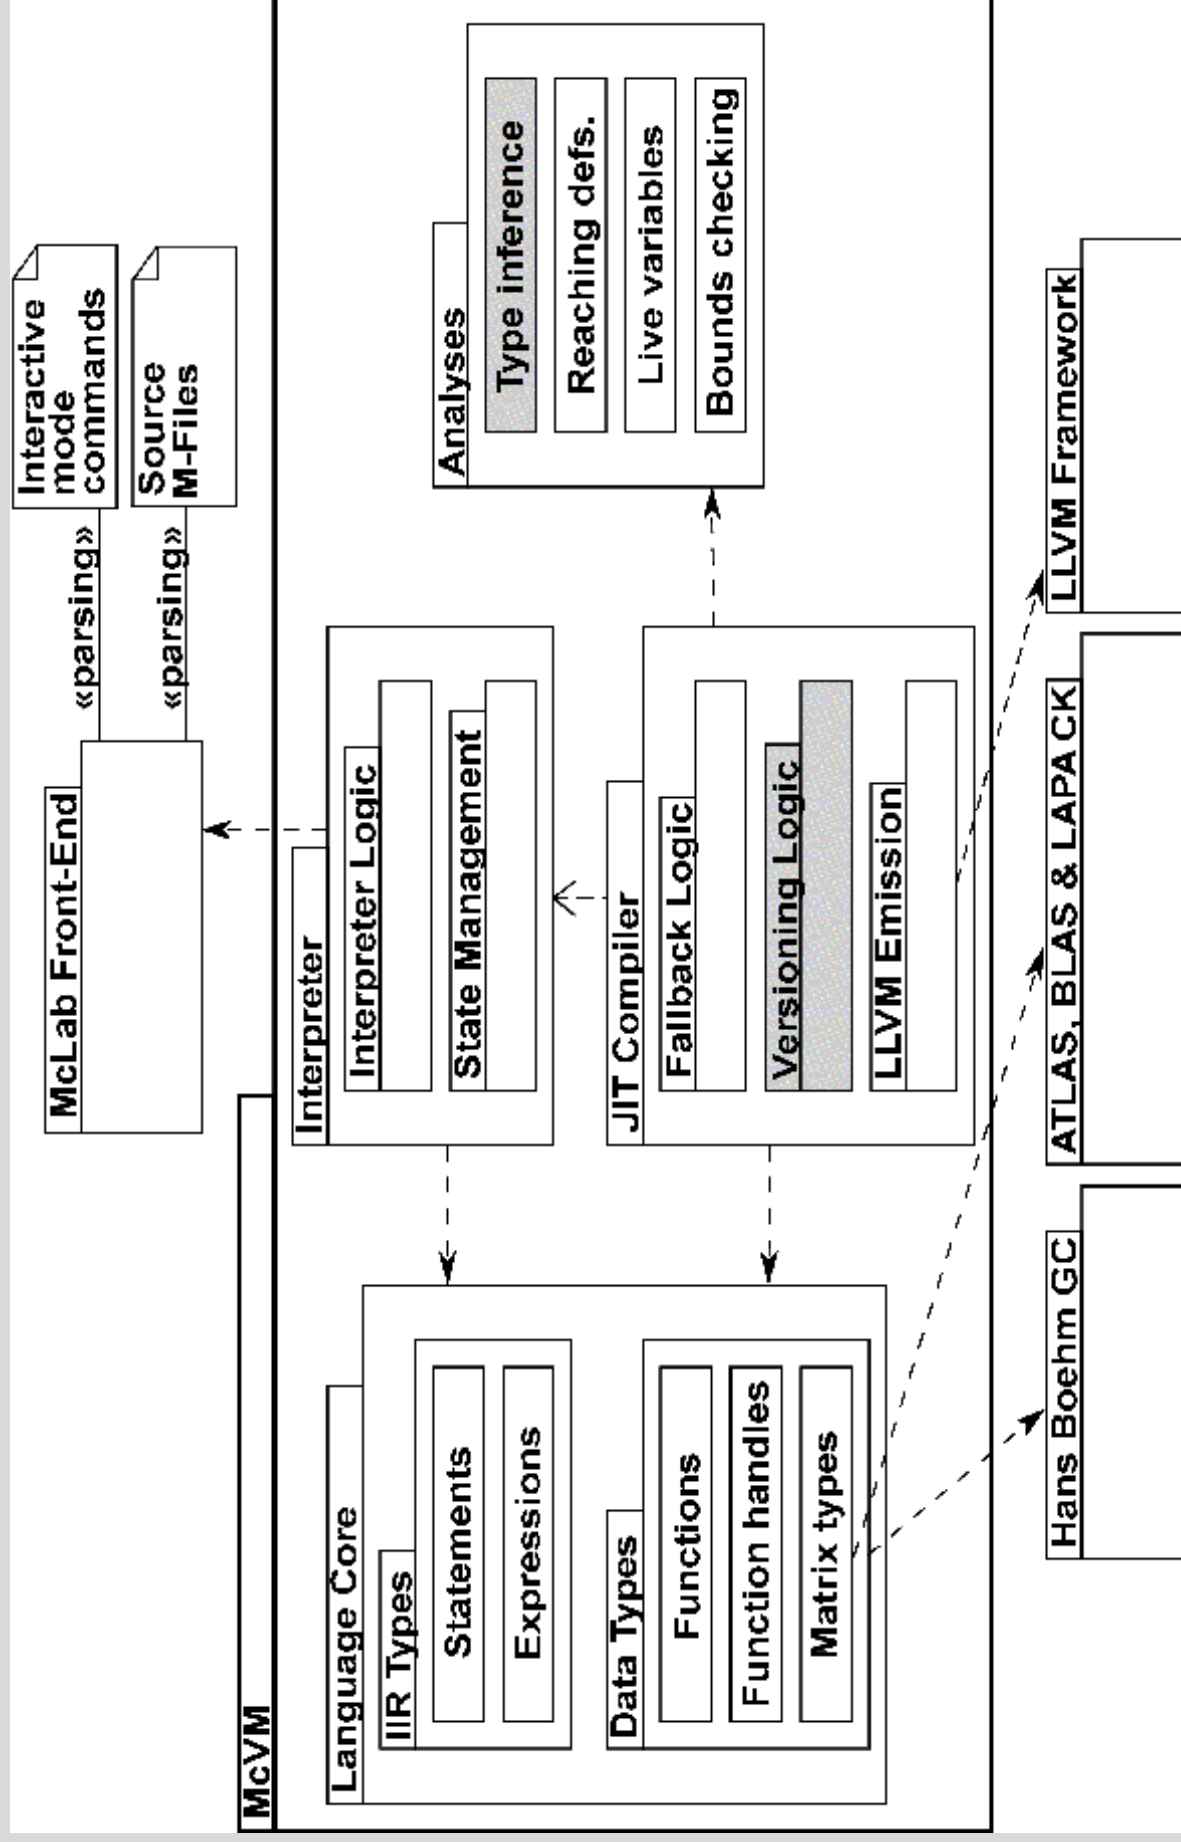 Interactive
mode
commands
«parsing»
Source
M-Files
«parsing»
McLab Front-End
McVM
Language Core
IIR Types
Statements
Expressions
Data Types
Functions
Function handles
Matrix types
Interpreter
Interpreter Logic
State Management
JIT Compiler
Fallback Logic
Versioning Logic
LLVM Emission
Analyses
Type inference
Reaching defs.
Live variables
Bounds checking
Hans Boehm GC
ATLAS, BLAS & LAPACK
LLVM Framework